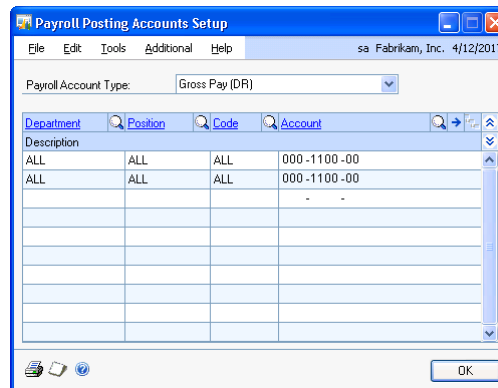 Payroll Posting Accounts Setup
File Edit Tools Additional Help sa Fabrikam, Inc. 4/12/201
Payroll Account Type: Gross Pay (DR)
Department Position Code Account
Description
ALL ALL ALL 000 -1100 -00
ALL ALL ALL 000 -1100 -00
- -
OK